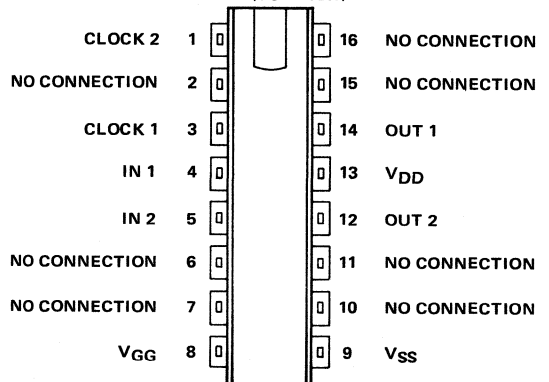 CLOCK 2 1 16 NO CONNECTION
NO CONNECTION 2 15 NO CONNECTION
CLOCK 1 3 14 OUT 1
IN 1 4 13 VDD
IN 2 5 12 OUT 2
NO CONNECTION 6 11 NO CONNECTION
NO CONNECTION 7 10 NO CONNECTION
VGG 8 9 VSS